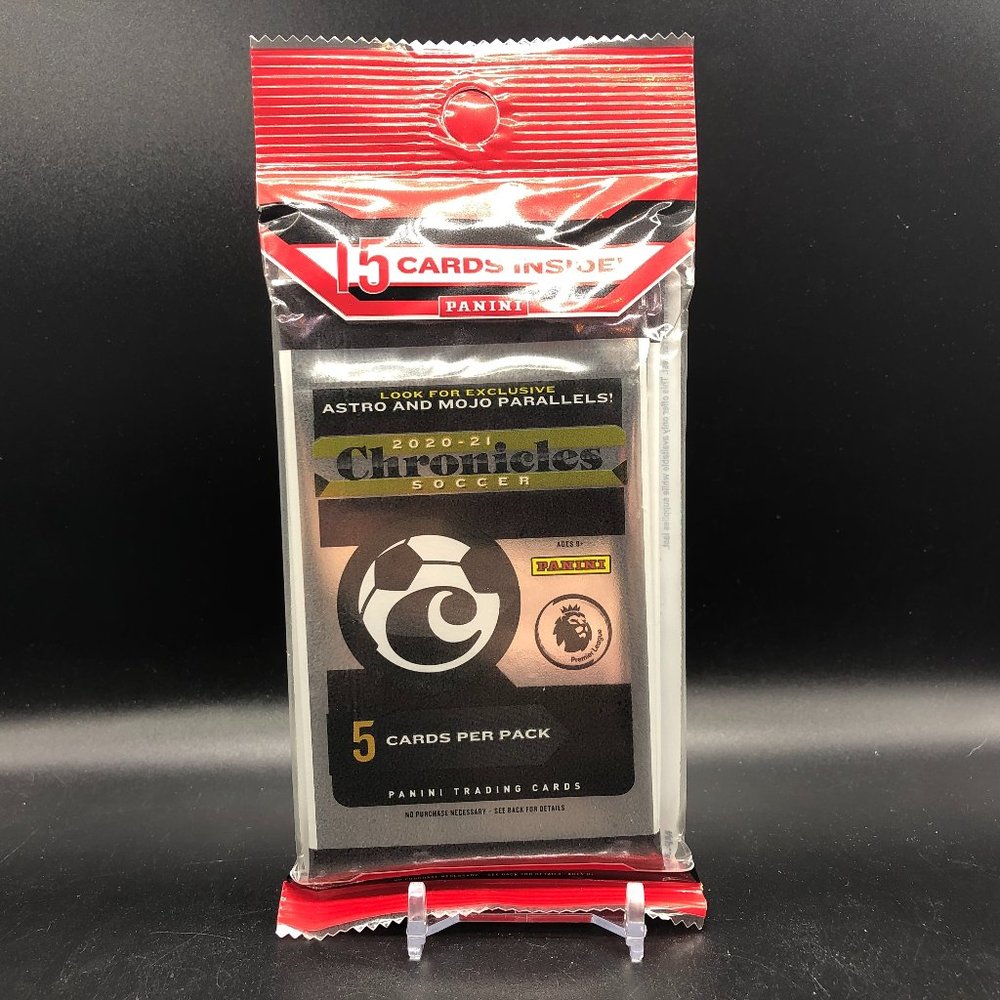 15 CARDS INSIDE
PANINI
LOOK FOR EXCLUSIVE
ASTRO AND MOJO PARALLELS!
2020-21
Chronicles
SOCCER
AGES 8+
PANINI
Premier League
5 CARDS PER PACK
PANINI TRADING CARDS
NO PURCHASE NECESSARY - SEE BACK FOR DETAILS